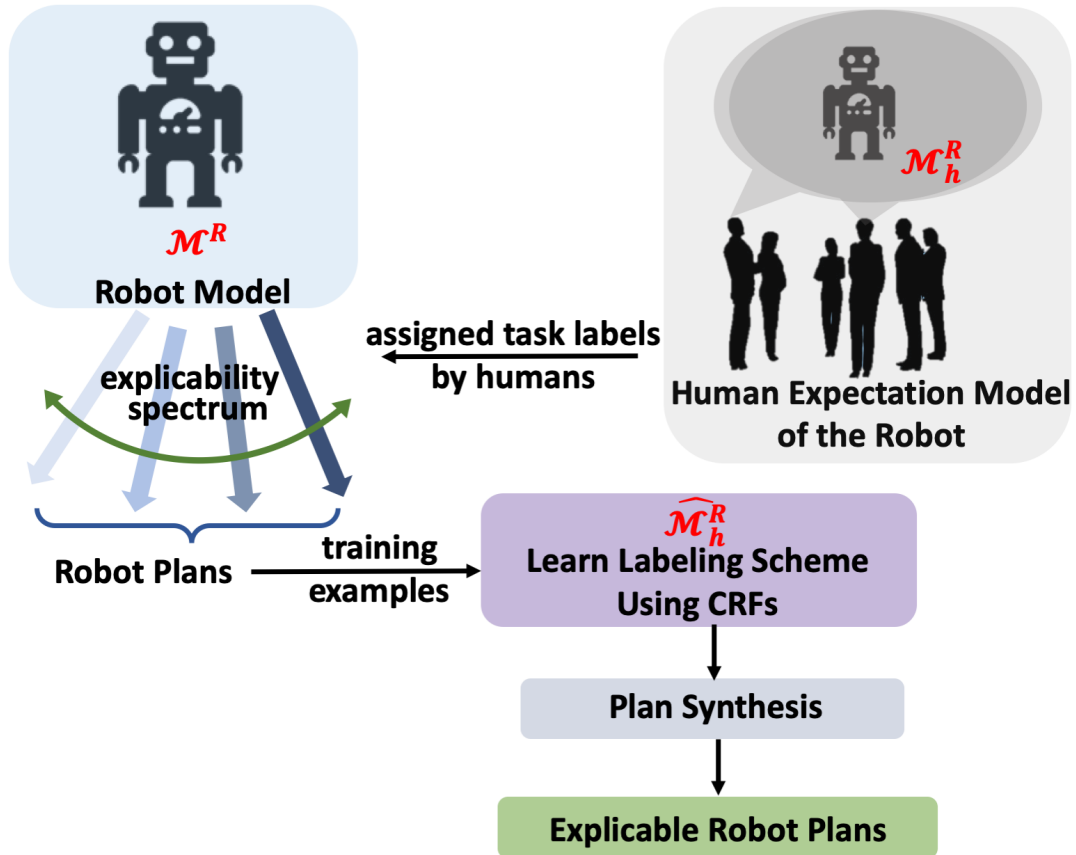 ℳ^R
Robot Model
ℳ_h^R
Human Expectation Model
of the Robot
assigned task labels
by humans
explicability
spectrum
Robot Plans
training
examples
\widehat{ℳ}_h^R
Learn Labeling Scheme
Using CRFs
Plan Synthesis
Explicable Robot Plans